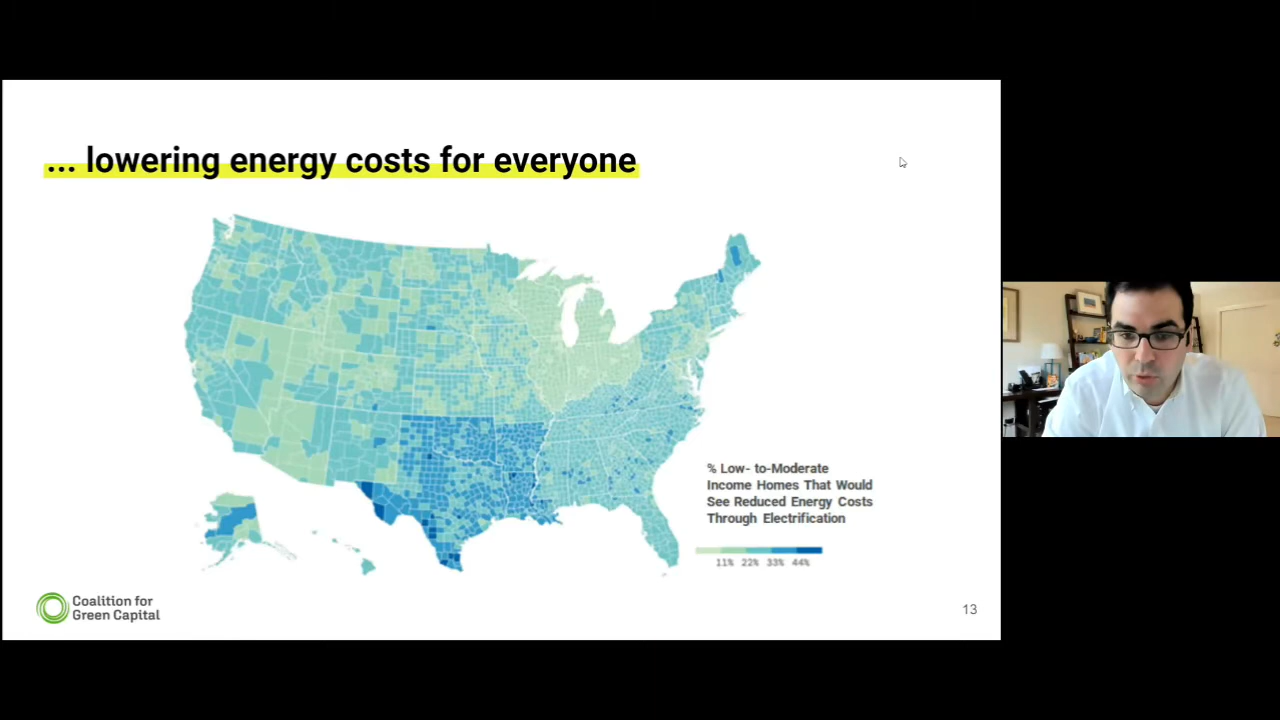 ... lowering energy costs for everyone
% Low- to-Moderate
Income Homes That Would
See Reduced Energy Costs
Through Electrification
11% 22% 33% 44%
Coalition for
Green Capital
13